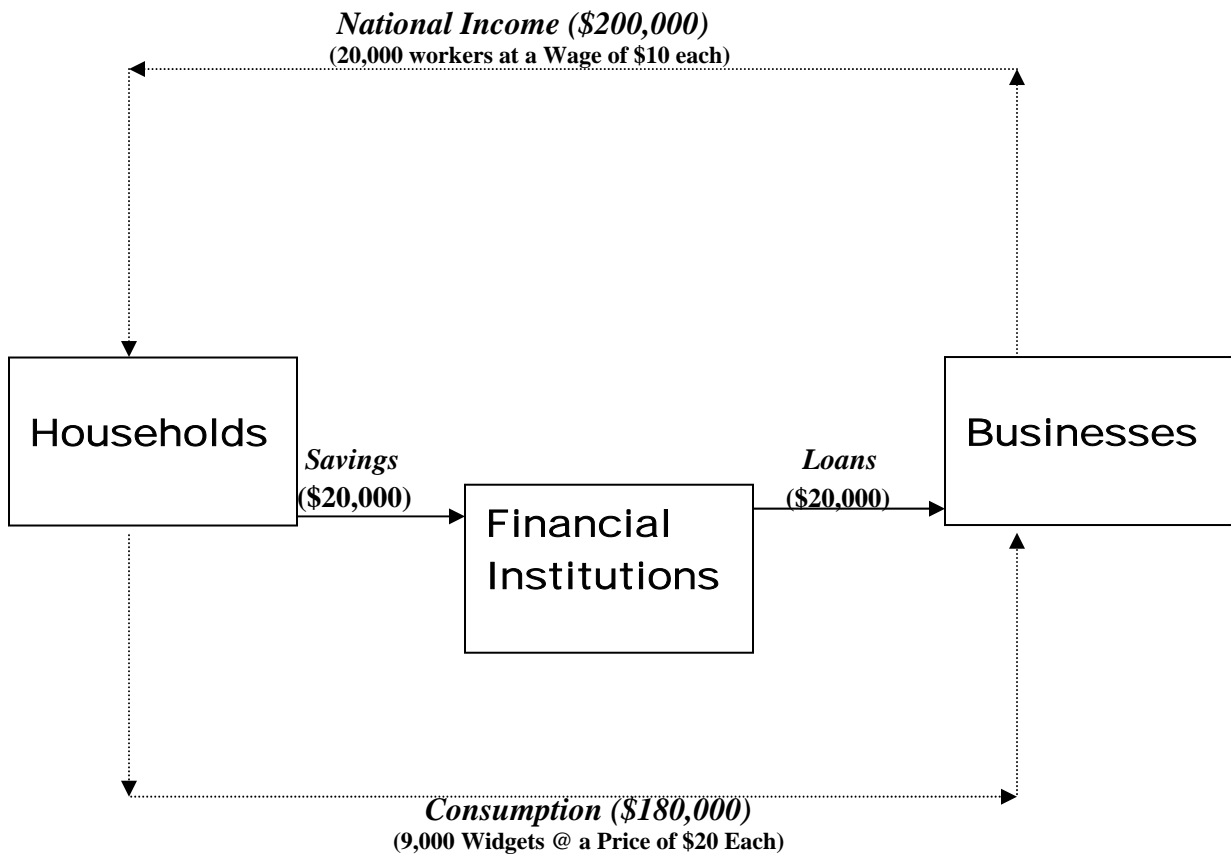 National Income ($200,000)
(20,000 workers at a Wage of $10 each)
Households
Businesses
Savings
($20,000)
Loans
($20,000)
Financial
Institutions
Consumption ($180,000)
(9,000 Widgets @ a Price of $20 Each)